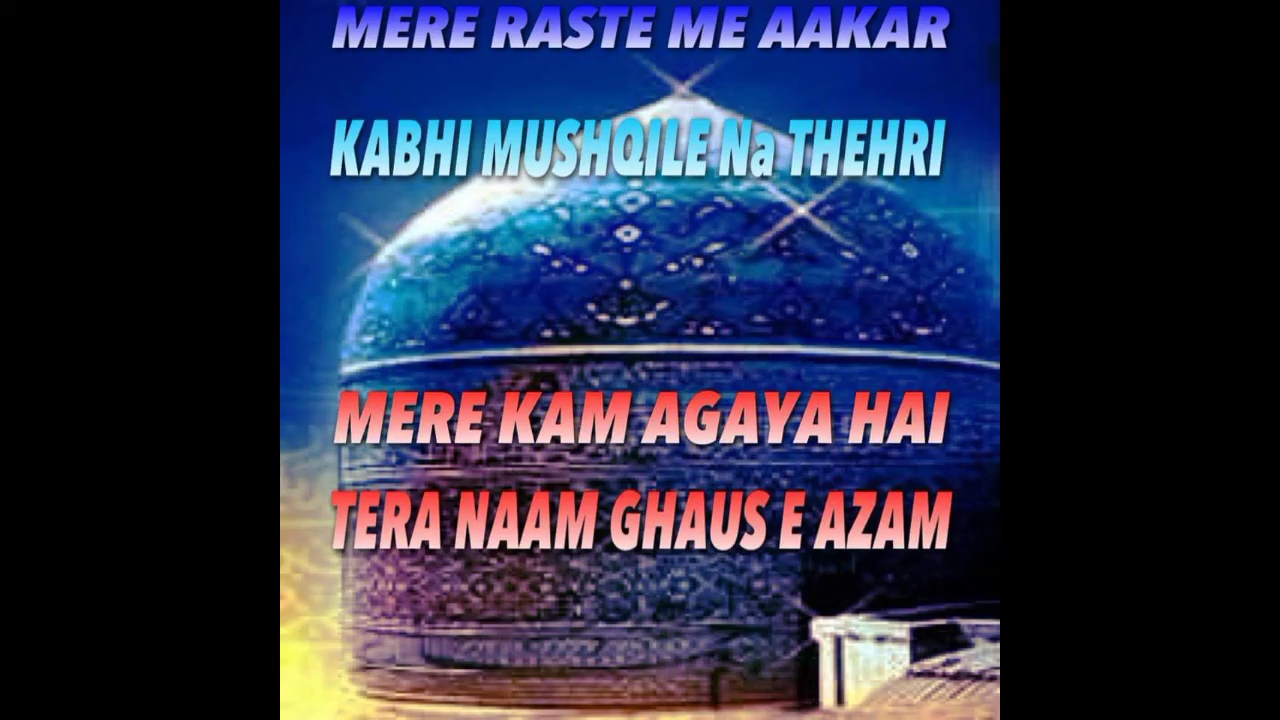 MERE RASTE ME AAKAR
KABHI MUSHQILE Na THEHRI
MERE KAM AGAYA HAI
TERA NAAM GHAUS E AZAM